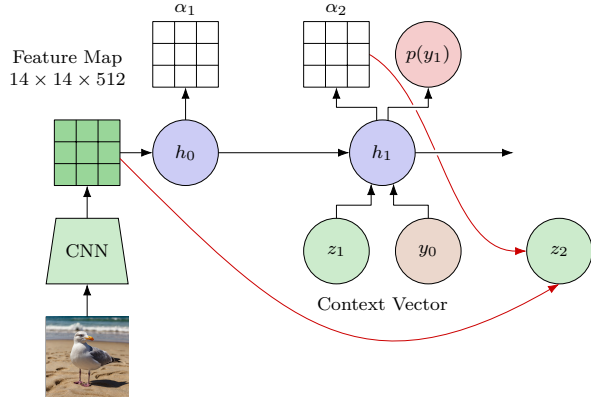 α₁
α₂
Feature Map
14 × 14 × 512
p(y₁)
h₀
h₁
CNN
z₁
y₀
z₂
Context Vector